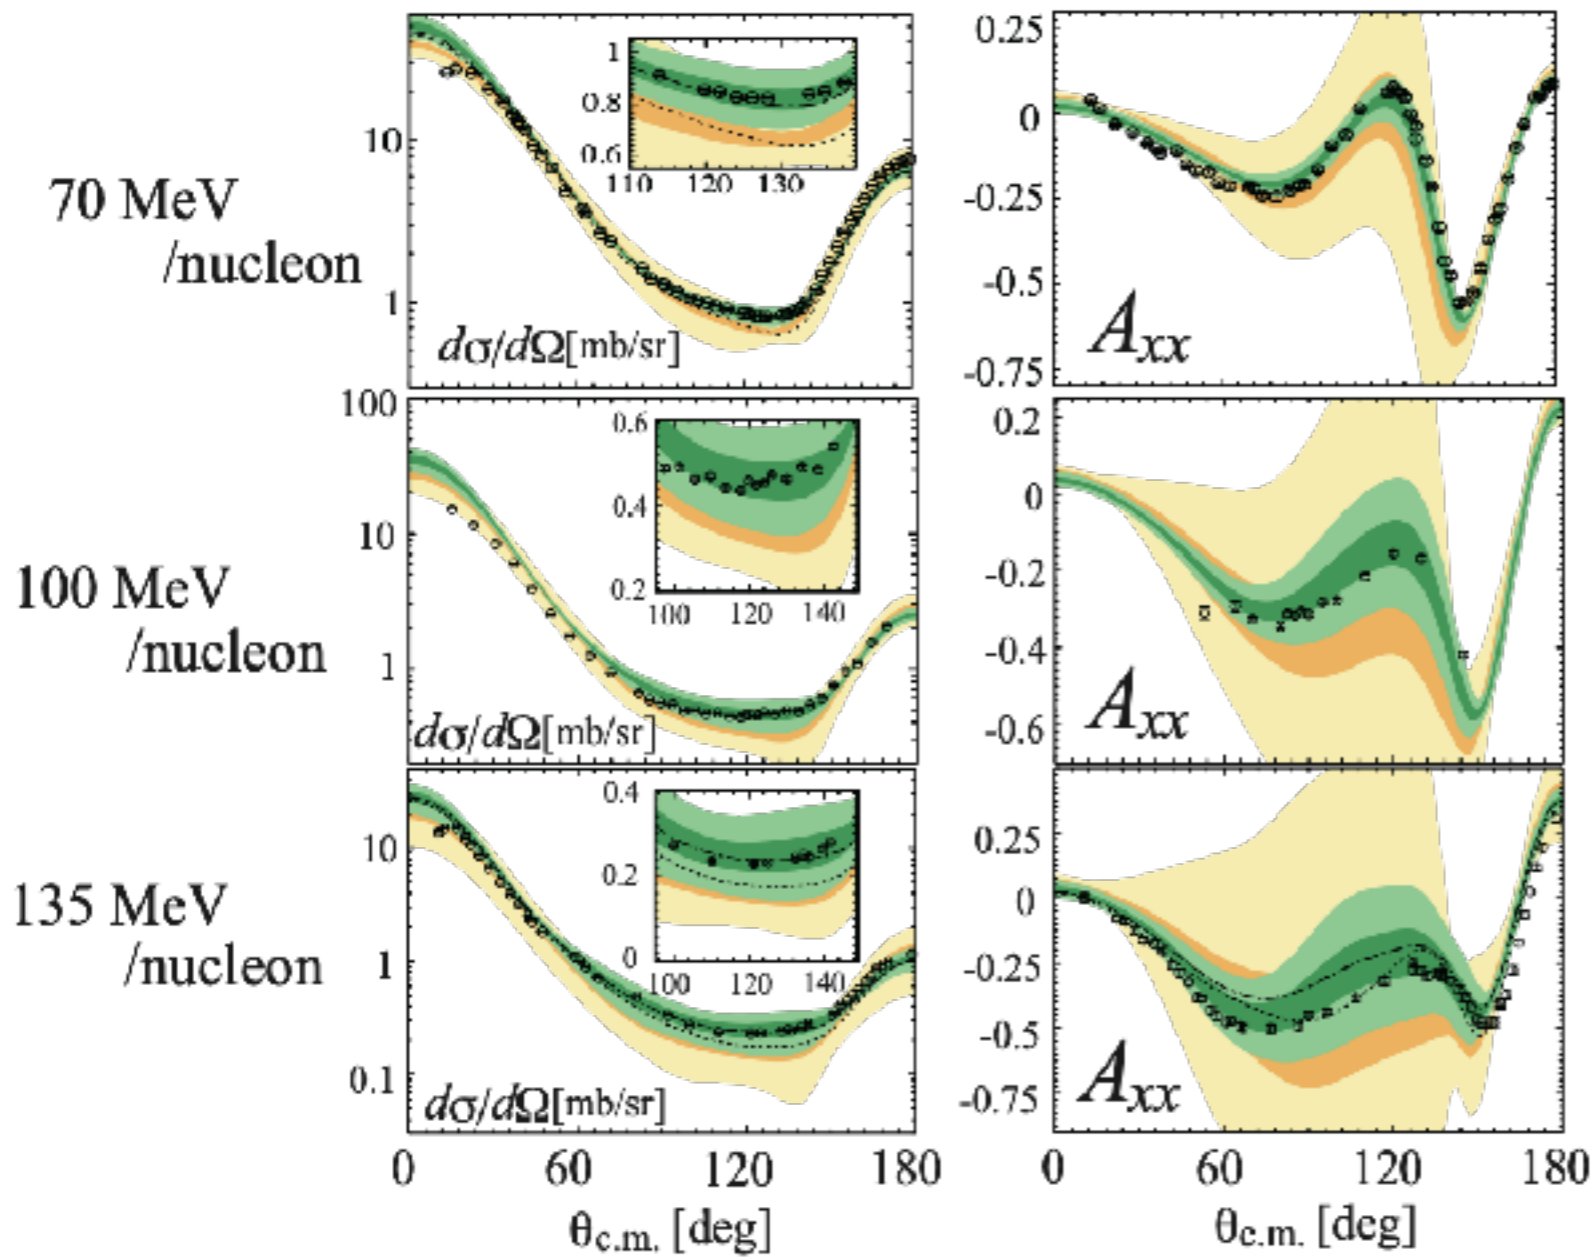 70 MeV
/nucleon
10
1
dσ/dΩ[mb/sr]
1
0.8
0.6
110 120 130
0.25
0
-0.25
-0.5
-0.75
Axx
100 MeV
/nucleon
100
10
1
dσ/dΩ[mb/sr]
0.6
0.4
0.2
100 120 140
0.2
0
-0.2
-0.4
-0.6
Axx
135 MeV
/nucleon
10
1
0.1
dσ/dΩ[mb/sr]
0.4
0.2
0
100 120 140
0.25
0
-0.25
-0.5
-0.75
Axx
0 60 120 180
θc.m. [deg]
0 60 120 180
θc.m. [deg]